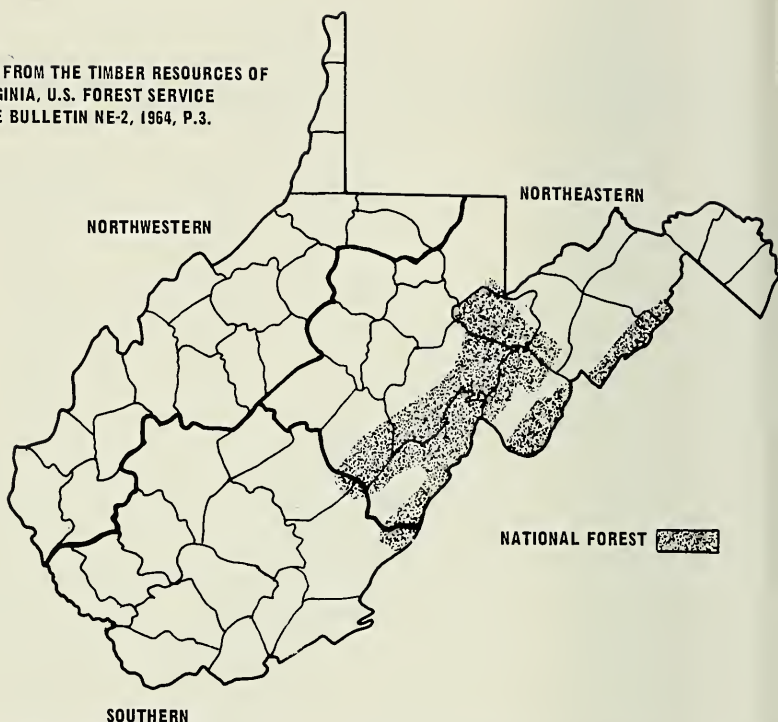 FROM THE TIMBER RESOURCES OF
GINIA, U.S. FOREST SERVICE
E BULLETIN NE-2, 1964, P.3.
NORTHEASTERN
NORTHWESTERN
NATIONAL FOREST
SOUTHERN